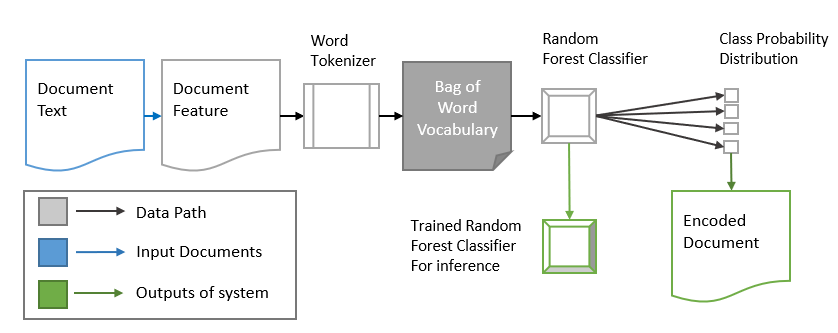 Document
Text
Document
Feature
Word
Tokenizer
Bag of
Word
Vocabulary
Random
Forest Classifier
Class Probability
Distribution
Trained Random
Forest Classifier
For inference
Encoded
Document
Data Path
Input Documents
Outputs of system